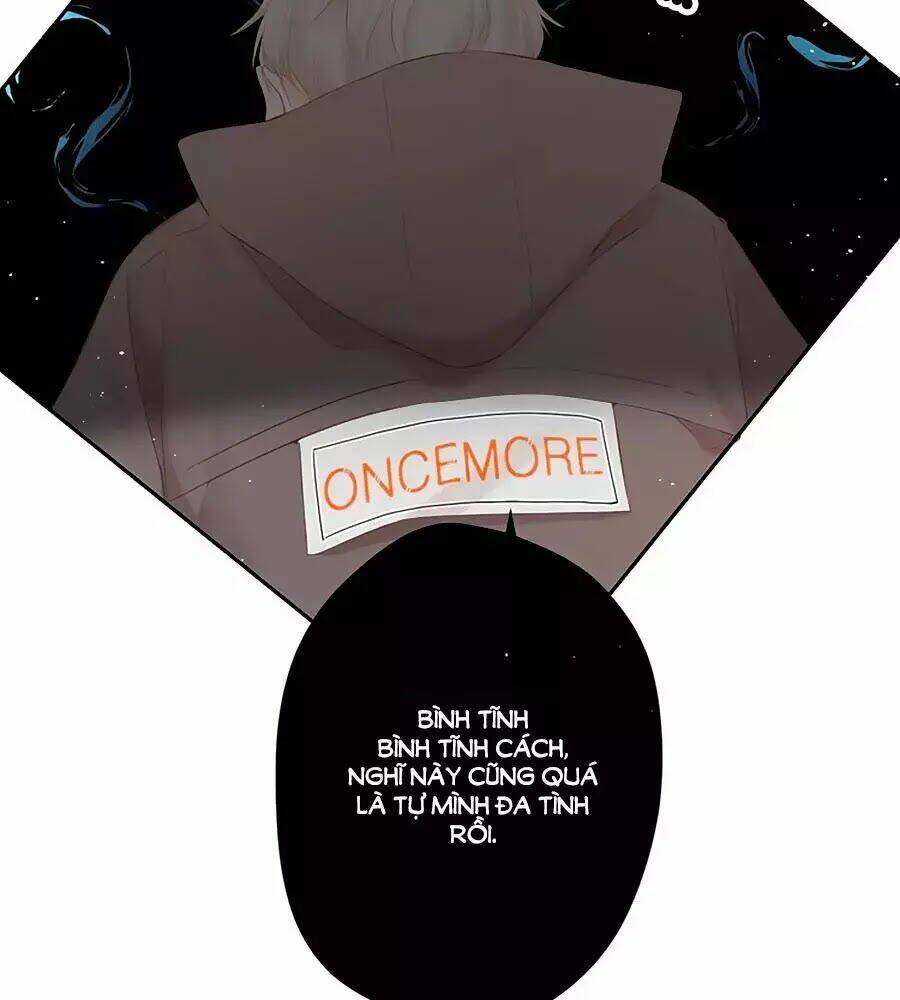 ONCEMORE
BÌNH TĨNH
BÌNH TĨNH CÁCH,
NGHĨ NÀY CŨNG QUÁ
LÀ TỰ MÌNH ĐA TÌNH
RỒI.